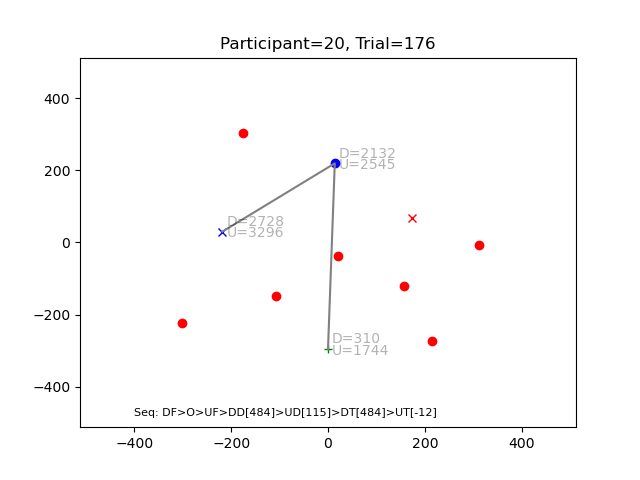 Participant=20, Trial=176
400
200
0
−200
−400
D=2132
U=2545
D=2728
U=3296
D=310
U=1744
Seq: DF>O>UF>DD[484]>UD[115]>DT[484]>UT[-12]
−400 −200 0 200 400